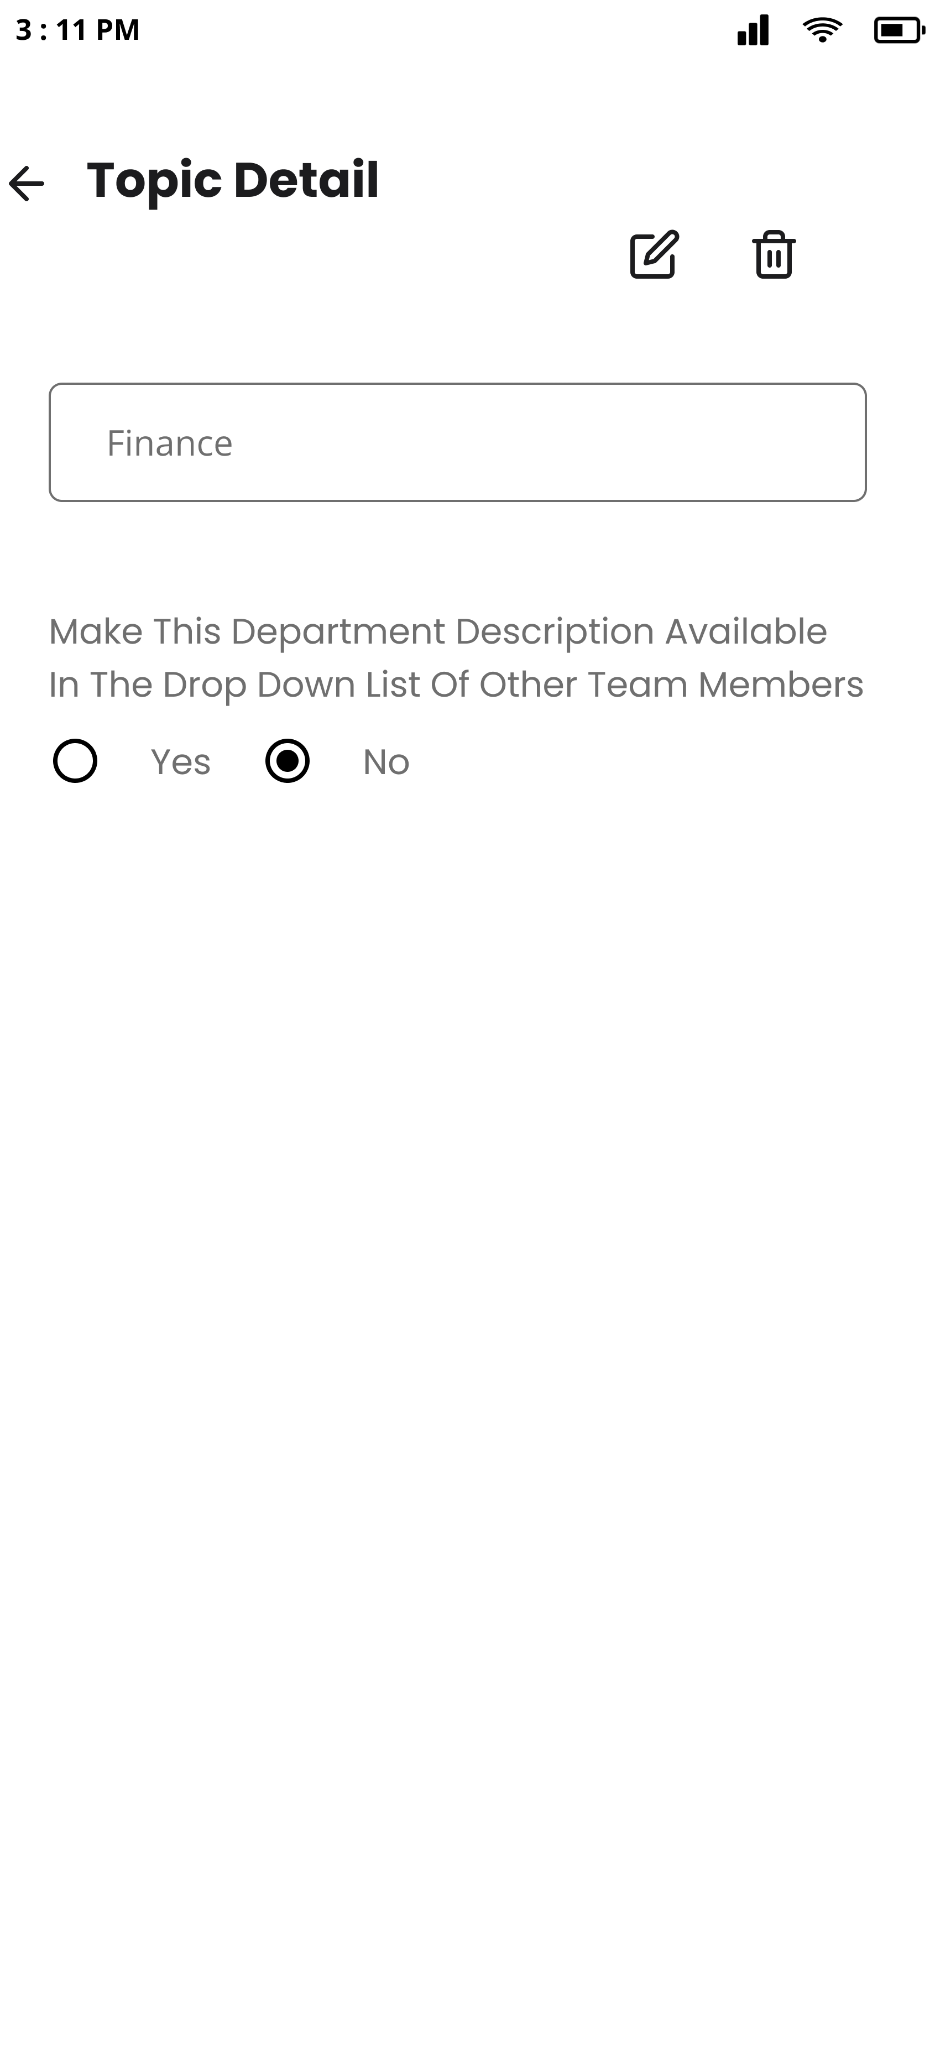 3 : 11 PM
Topic Detail
Finance
Make This Department Description Available
In The Drop Down List Of Other Team Members
Yes No